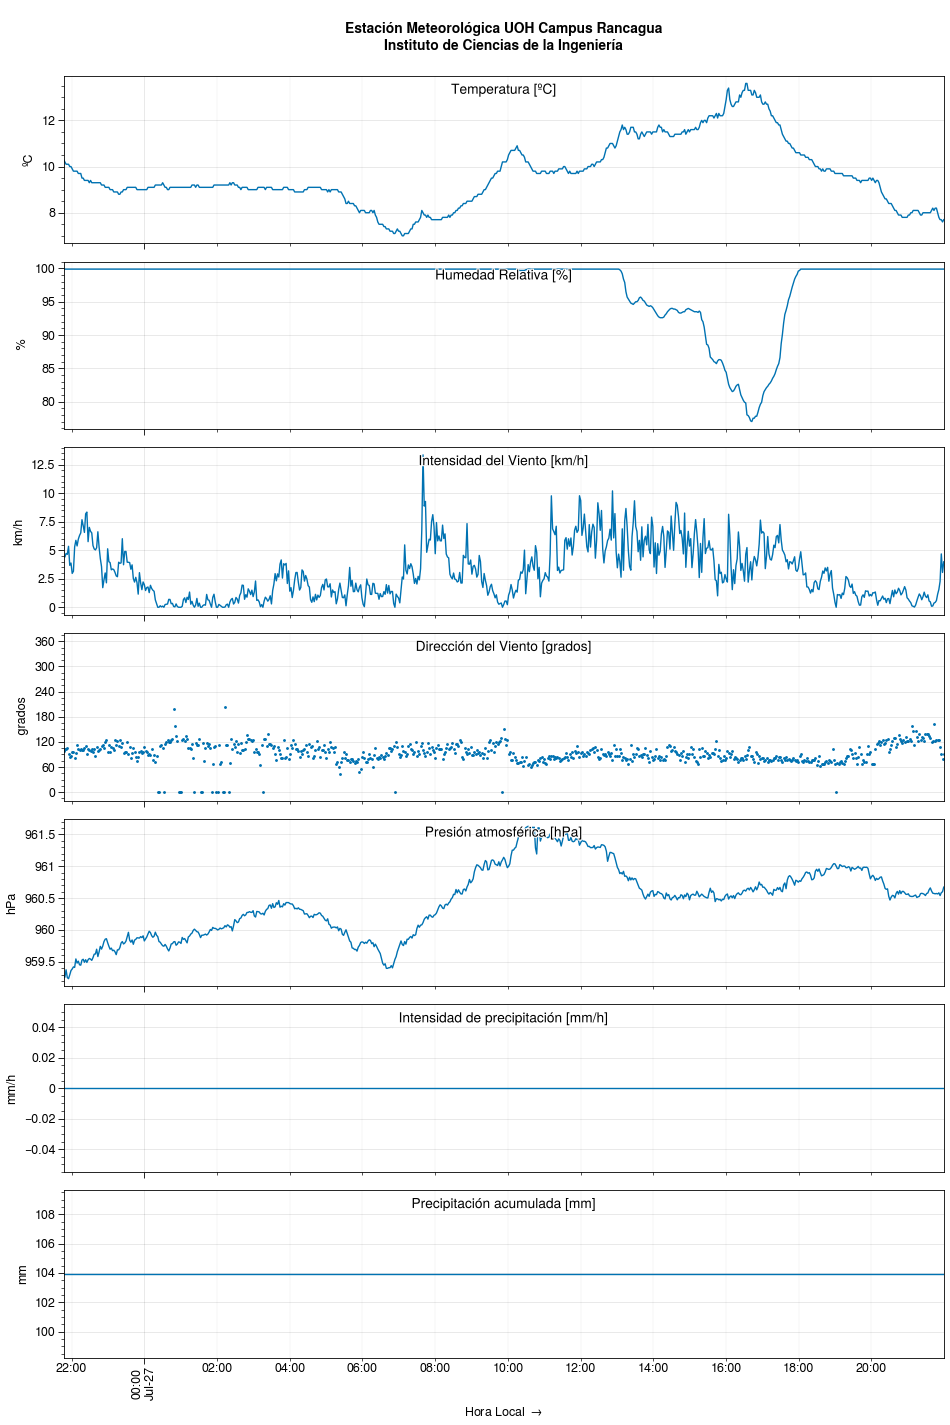 Estación Meteorológica UOH Campus Rancagua
Instituto de Ciencias de la Ingeniería
Temperatura [ºC]
ºC
12
10
8
Humedad Relativa [%]
%
100
95
90
85
80
Intensidad del Viento [km/h]
km/h
12.5
10
7.5
5
2.5
0
Dirección del Viento [grados]
grados
360
300
240
180
120
60
0
Presión atmosférica [hPa]
hPa
961.5
961
960.5
960
959.5
Intensidad de precipitación [mm/h]
mm/h
0.04
0.02
0
−0.02
−0.04
Precipitación acumulada [mm]
mm
108
106
104
102
100
22:00
00:00
Jul-27
02:00
04:00
06:00
08:00
10:00
12:00
14:00
16:00
18:00
20:00
Hora Local →